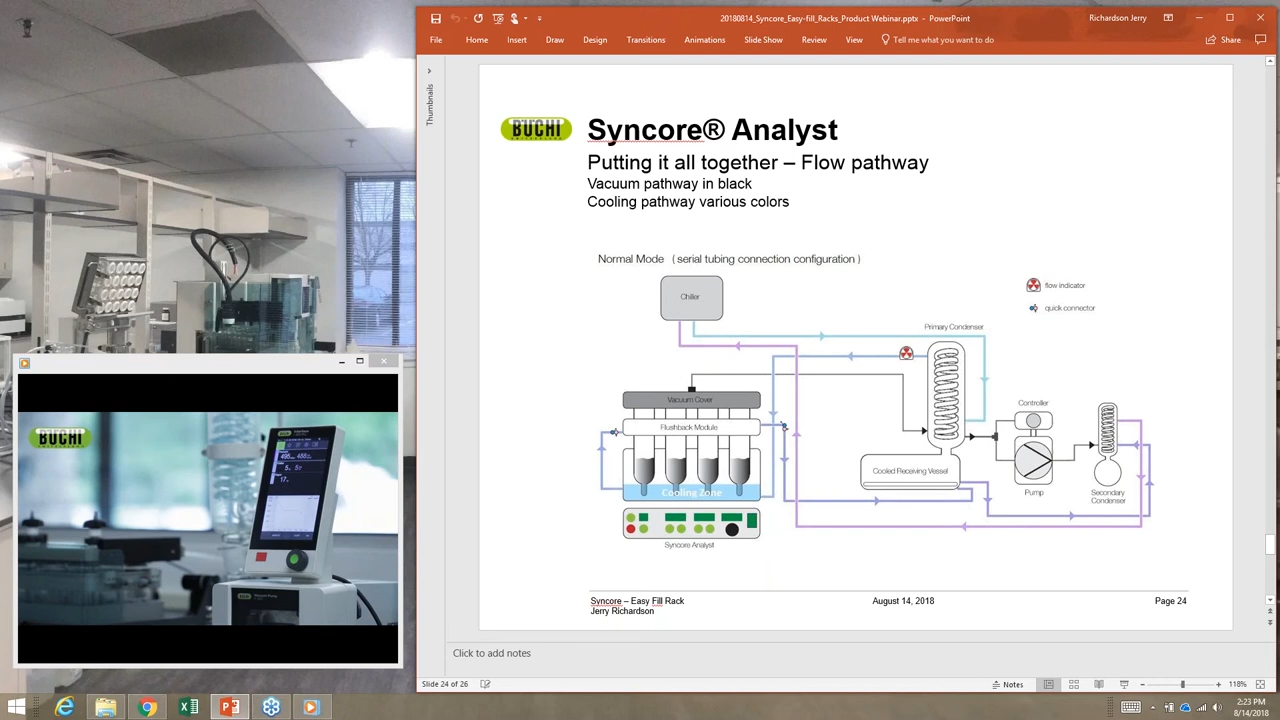 20180814_Syncore_Easy-fill_Racks_Product Webinar.pptx - PowerPoint
Richardson Jerry
File Home Insert Draw Design Transitions Animations Slide Show Review View Tell me what you want to do Share
Thumbnails
BÜCHI
Syncore® Analyst
Putting it all together – Flow pathway
Vacuum pathway in black
Cooling pathway various colors
Normal Mode ( serial tubing connection configuration )
Chiller
flow indicator
quick connector
Primary Condenser
Vacuum Cover
Flushback Module
Controller
Cooled Receiving Vessel
Cooling Zone
Pump
Secondary
Condenser
Syncore Analyst
Syncore – Easy Fill Rack
August 14, 2018
Page 24
Jerry Richardson
BUCHI
Click to add notes
Slide 24 of 26
Notes
118%
2:23 PM
8/14/2018